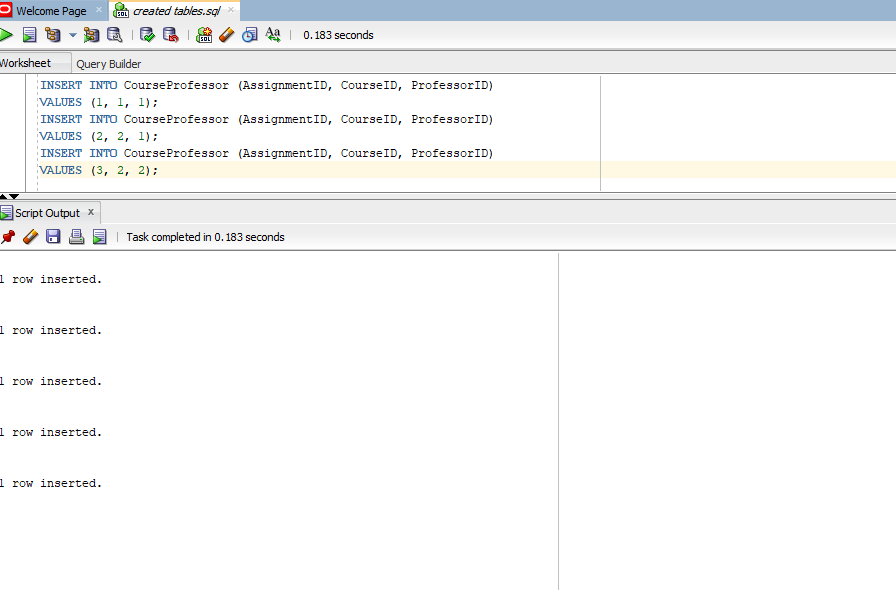 Welcome Page
created tables.sql
0.183 seconds
Worksheet
Query Builder
INSERT INTO CourseProfessor (AssignmentID, CourseID, ProfessorID)
VALUES (1, 1, 1);
INSERT INTO CourseProfessor (AssignmentID, CourseID, ProfessorID)
VALUES (2, 2, 1);
INSERT INTO CourseProfessor (AssignmentID, CourseID, ProfessorID)
VALUES (3, 2, 2);
Script Output
Task completed in 0.183 seconds
1 row inserted.
1 row inserted.
1 row inserted.
1 row inserted.
1 row inserted.